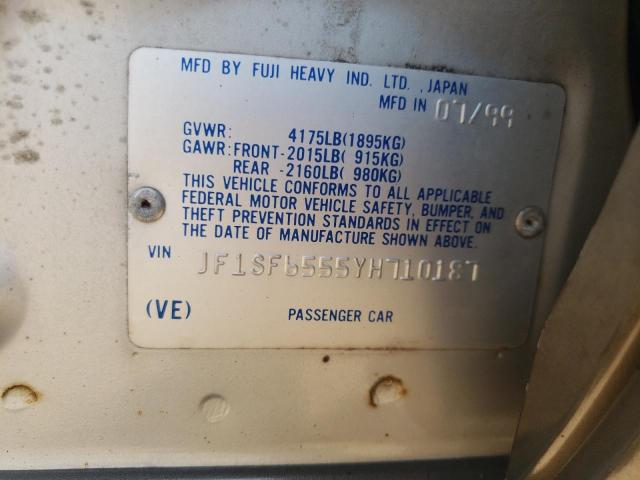 MFD BY FUJI HEAVY IND. LTD. , JAPAN
MFD IN 07/99
GVWR: 4175LB(1895KG)
GAWR:FRONT-2015LB( 915KG)
REAR -2160LB( 980KG)
THIS VEHICLE CONFORMS TO ALL APPLICABLE
FEDERAL MOTOR VEHICLE SAFETY, BUMPER, AND
THEFT PREVENTION STANDARDS IN EFFECT ON
THE DATE OF MANUFACTURE SHOWN ABOVE.
VIN JF1SF6555YH710187
(VE) PASSENGER CAR